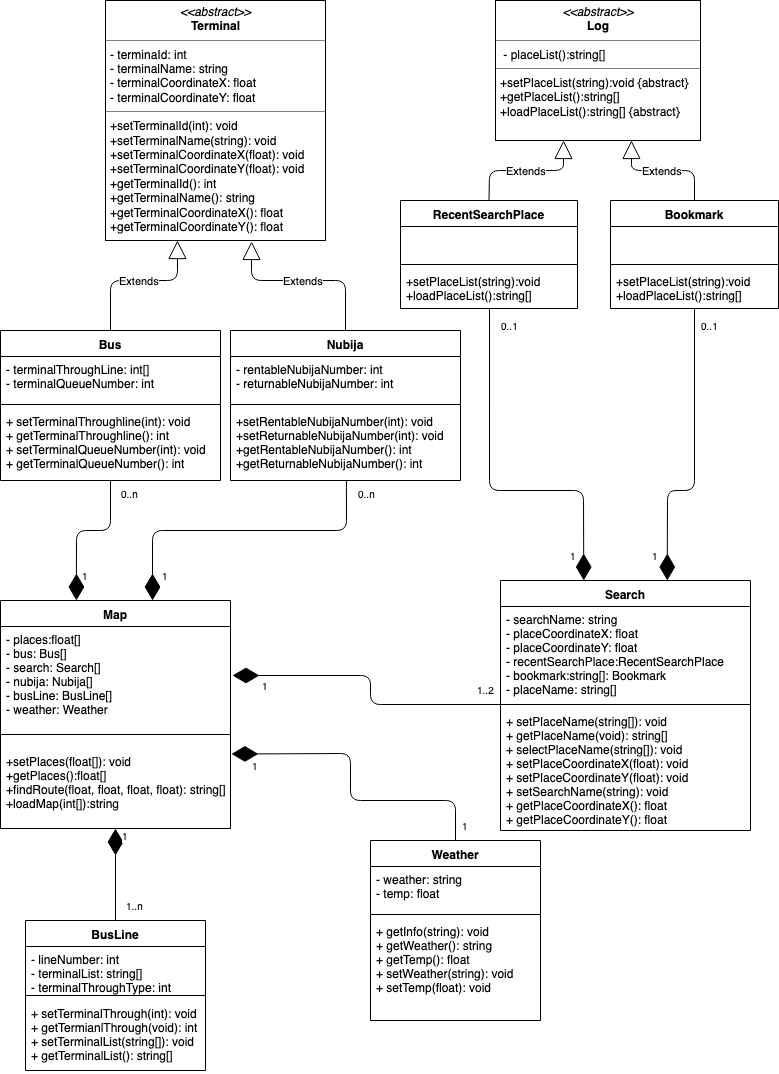 <<abstract>>
Terminal
- terminald: int
- terminalName: string
- terminalCoordinateX: float
- terminalCoordinateY: float
+setTerminalId(int): void
+setTerminalName(string): void
+setTerminalCoordinateX(float): void
+setTerminalCoordinateY(float): void
+getTerminalId(): int
+getTerminalName(): string
+getTerminalCoordinateX(): float
+getTerminalCoordinateY(): float
<<abstract>>
Log
- placeList():string[]
+setPlaceList(string):void {abstract}
+getPlaceList():string[]
+loadPlaceList():string[] {abstract}
Extends
Extends
RecentSearchPlace
+setPlaceList(string):void
+loadPlaceList():string[]
Bookmark
+setPlaceList(string):void
+loadPlaceList():string[]
Extends
Extends
Bus
- terminalThroughLine: int[]
- terminalQueueNumber: int
+ setTerminalThroughline(int): void
+ getTerminalThroughline(): int
+ setTerminalQueueNumber(int): void
+ getTerminalQueueNumber(): int
Nubija
- rentableNubijaNumber: int
- returnableNubijaNumber: int
+setRentableNubijaNumber(int): void
+setReturnableNubijaNumber(int): void
+getRentableNubijaNumber(): int
+getReturnableNubijaNumber(): int
0..1
0..1
0..n
0..n
1
1
1
1
Map
- places:float[]
- bus: Bus[]
- search: Search[]
- nubija: Nubija[]
- busLine: BusLine[]
- weather: Weather
+setPlaces(float[]): void
+getPlaces():float[]
+findRoute(float, float, float, float): string[]
+loadMap(int[]):string
Search
- searchName: string
- placeCoordinateX: float
- placeCoordinateY: float
- recentSearchPlace:RecentSearchPlace
- bookmark:string[]: Bookmark
- placeName: string[]
+ setPlaceName(string[]): void
+ getPlaceName(void): string[]
+ selectPlaceName(string[]): void
+ setPlaceCoordinateX(float): void
+ setPlaceCoordinateY(float): void
+ setSearchName(string): void
+ getPlaceCoordinateX(): float
+ getPlaceCoordinateY(): float
1
1..2
1
1
1
1..n
Weather
- weather: string
- temp: float
+ getInfo(string): void
+ getWeather(): string
+ getTemp(): float
+ setWeather(string): void
+ setTemp(float): void
BusLine
- lineNumber: int
- terminalList: string[]
- terminalThroughType: int
+ setTerminalThrough(int): void
+ getTermianlThrough(void): int
+ setTerminalList(string[]): void
+ getTerminalList(): string[]